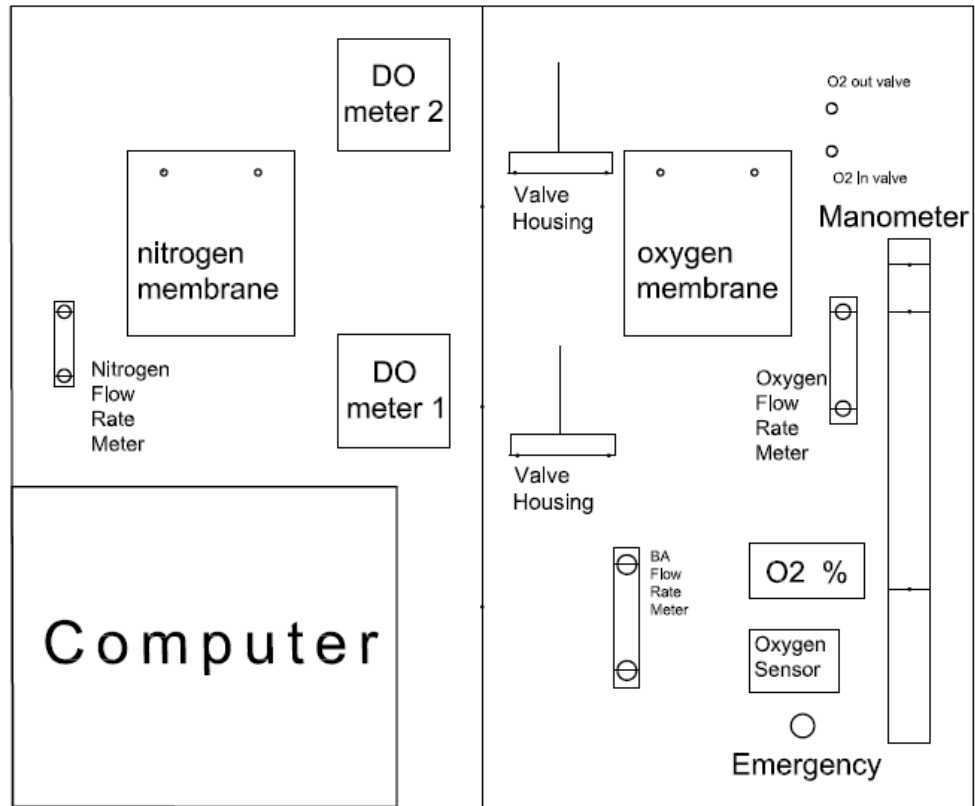 DO
meter 2
nitrogen
membrane
Nitrogen
Flow
Rate
Meter
DO
meter 1
Computer
Valve
Housing
oxygen
membrane
O2 out valve
O2 In valve
Manometer
Oxygen
Flow
Rate
Meter
Valve
Housing
BA
Flow
Rate
Meter
O2 %
Oxygen
Sensor
Emergency